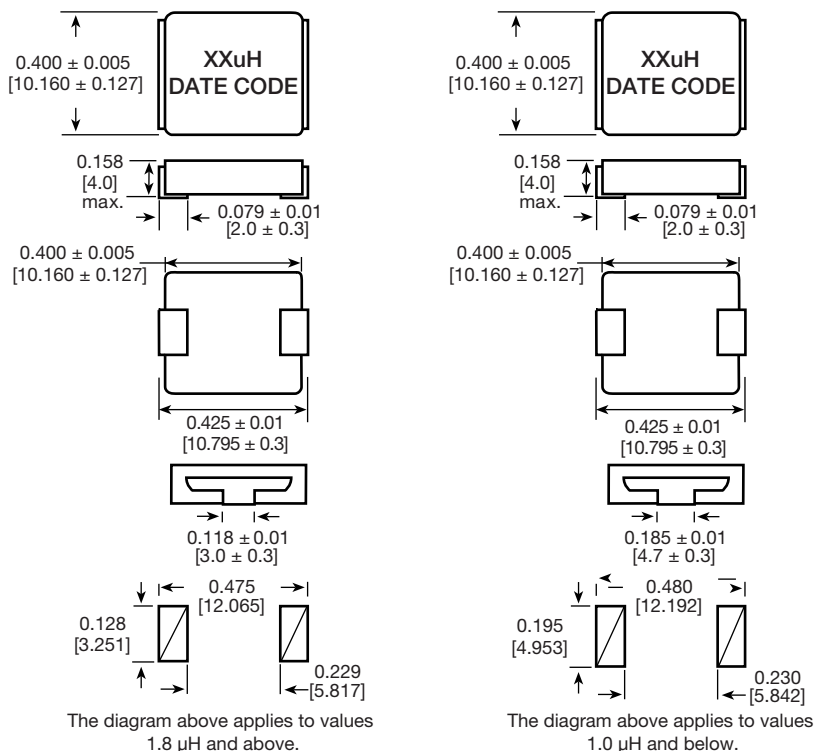 0.400 ± 0.005
[10.160 ± 0.127]
XXuH
DATE CODE
0.158
[4.0]
max.
0.079 ± 0.01
[2.0 ± 0.3]
0.400 ± 0.005
[10.160 ± 0.127]
0.425 ± 0.01
[10.795 ± 0.3]
0.118 ± 0.01
[3.0 ± 0.3]
0.475
[12.065]
0.128
[3.251]
0.229
[5.817]
The diagram above applies to values
1.8 µH and above.
0.400 ± 0.005
[10.160 ± 0.127]
XXuH
DATE CODE
0.158
[4.0]
max.
0.079 ± 0.01
[2.0 ± 0.3]
0.400 ± 0.005
[10.160 ± 0.127]
0.425 ± 0.01
[10.795 ± 0.3]
0.185 ± 0.01
[4.7 ± 0.3]
0.480
[12.192]
0.195
[4.953]
0.230
[5.842]
The diagram above applies to values
1.0 µH and below.